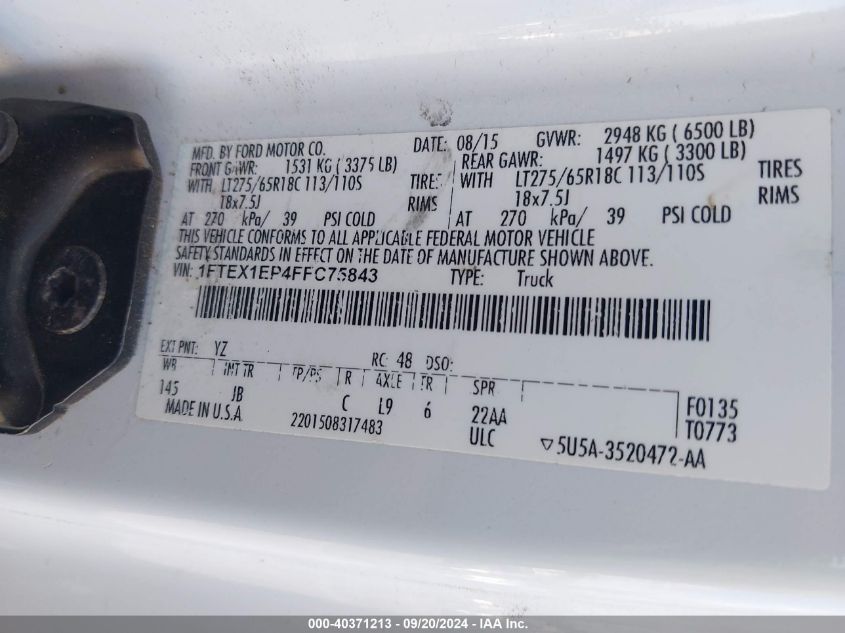 MFD. BY FORD MOTOR CO. DATE: 08/15 GVWR: 2948 KG ( 6500 LB)
FRONT GAWR: 1531 KG ( 3375 LB) REAR GAWR: 1497 KG ( 3300 LB)
WITH LT275/65R18C 113/110S TIRES WITH LT275/65R18C 113/110S TIRES
18x7.5J RIMS 18x7.5J RIMS
AT 270 kPa/ 39 PSI COLD AT 270 kPa/ 39 PSI COLD
THIS VEHICLE CONFORMS TO ALL APPLICABLE FEDERAL MOTOR VEHICLE
SAFETY STANDARDS IN EFFECT ON THE DATE OF MANUFACTURE SHOWN ABOVE.
VIN: 1FTEX1EP4FFC75843 TYPE: Truck
EXT PNT: YZ RC: 48 DSO:
WB INT TR TP/PS R AXLE TR SPR
145 JB C L9 6 22AA F0135
MADE IN U.S.A. 2201508317483 ULC T0773
▽5U5A-3520472-AA
000-40371213 - 09/20/2024 - IAA Inc.